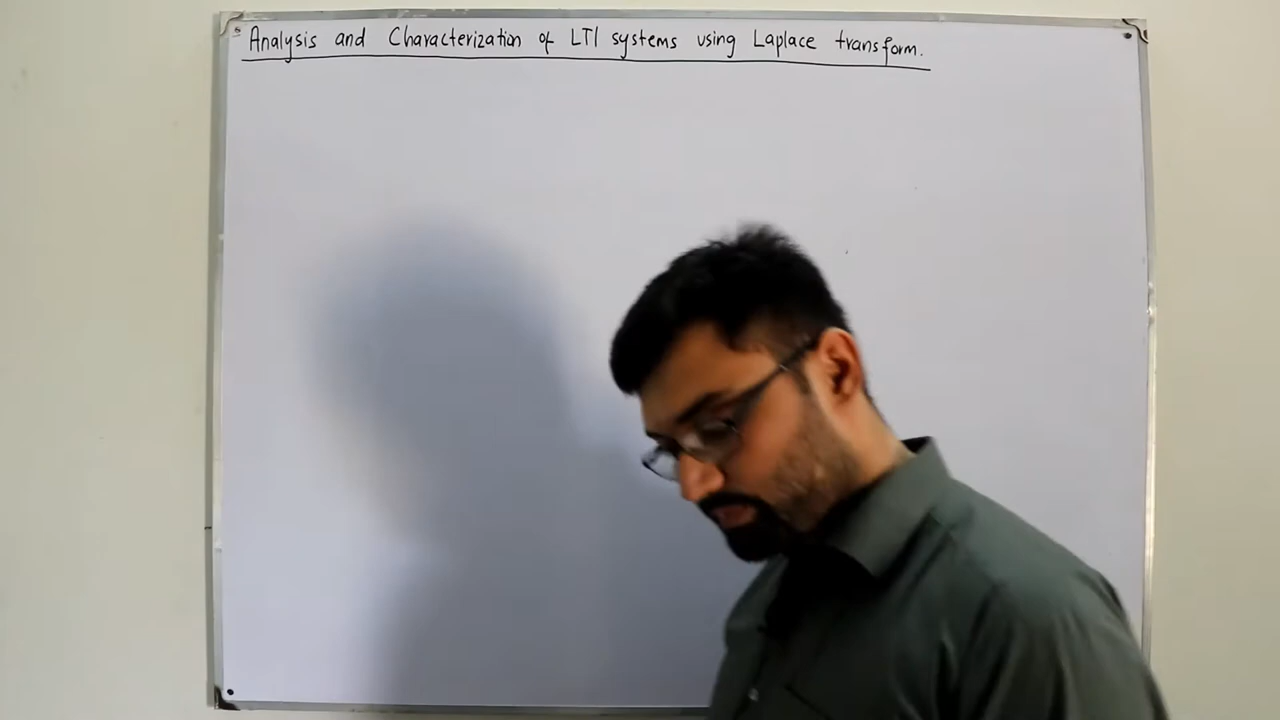 Analysis and Characterization of LTI systems using Laplace transform.